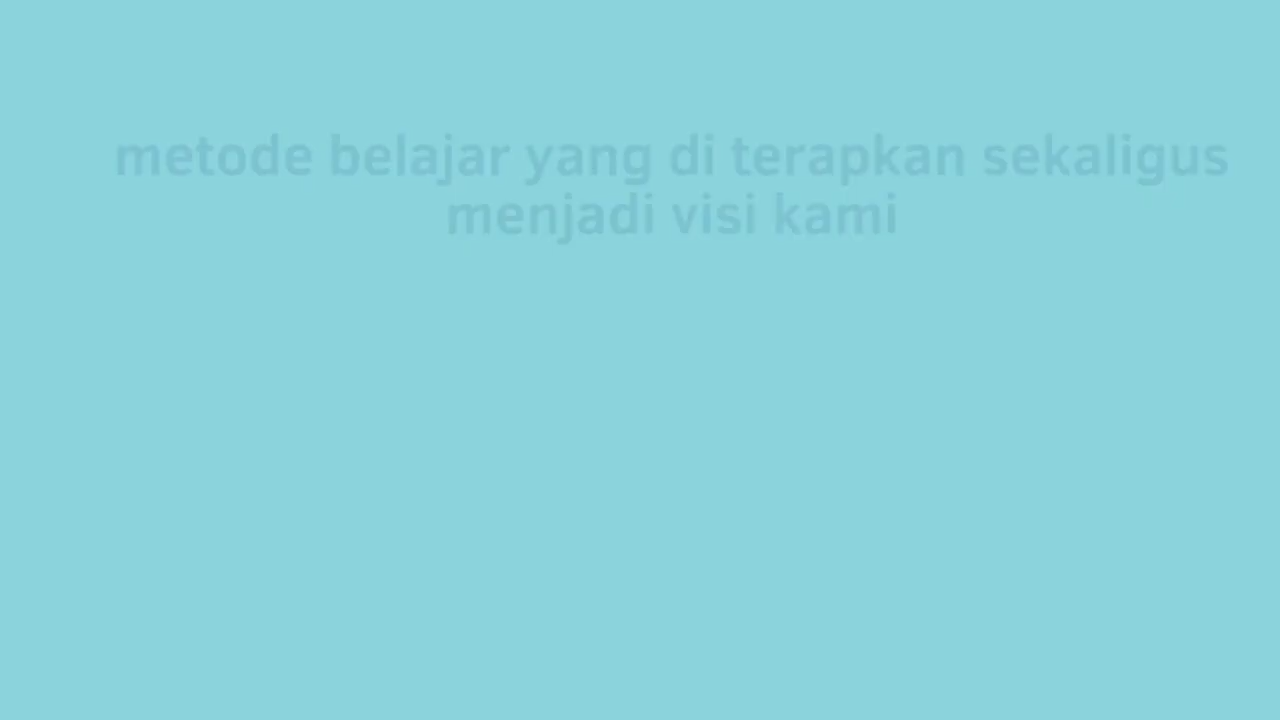 metode belajar yang di terapkan sekaligus
menjadi visi kami